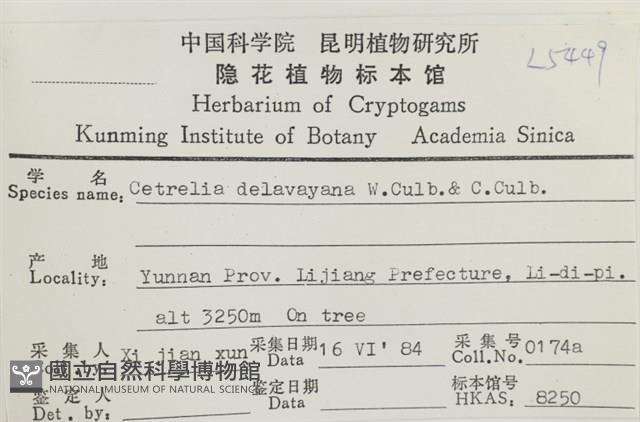 中国科学院 昆明植物研究所
L5449
隐花植物标本馆
Herbarium of Cryptogams
Kunming Institute of Botany Academia Sinica
学名
Species name: Cetrelia delavayana W.Culb.& C.Culb.
产地
Locality: Yunnan Prov. Lijiang Prefecture, Li-di-pi.
alt 3250m On tree
采集人 Xi jian xun 采集日期 16 VI' 84 采集号 0174a
Data Coll.No.
國立自然科學博物館
NATIONAL MUSEUM OF NATURAL SCIENCE
鉴定人 鉴定日期 标本馆号
Det. by: Data HKAS: 8250